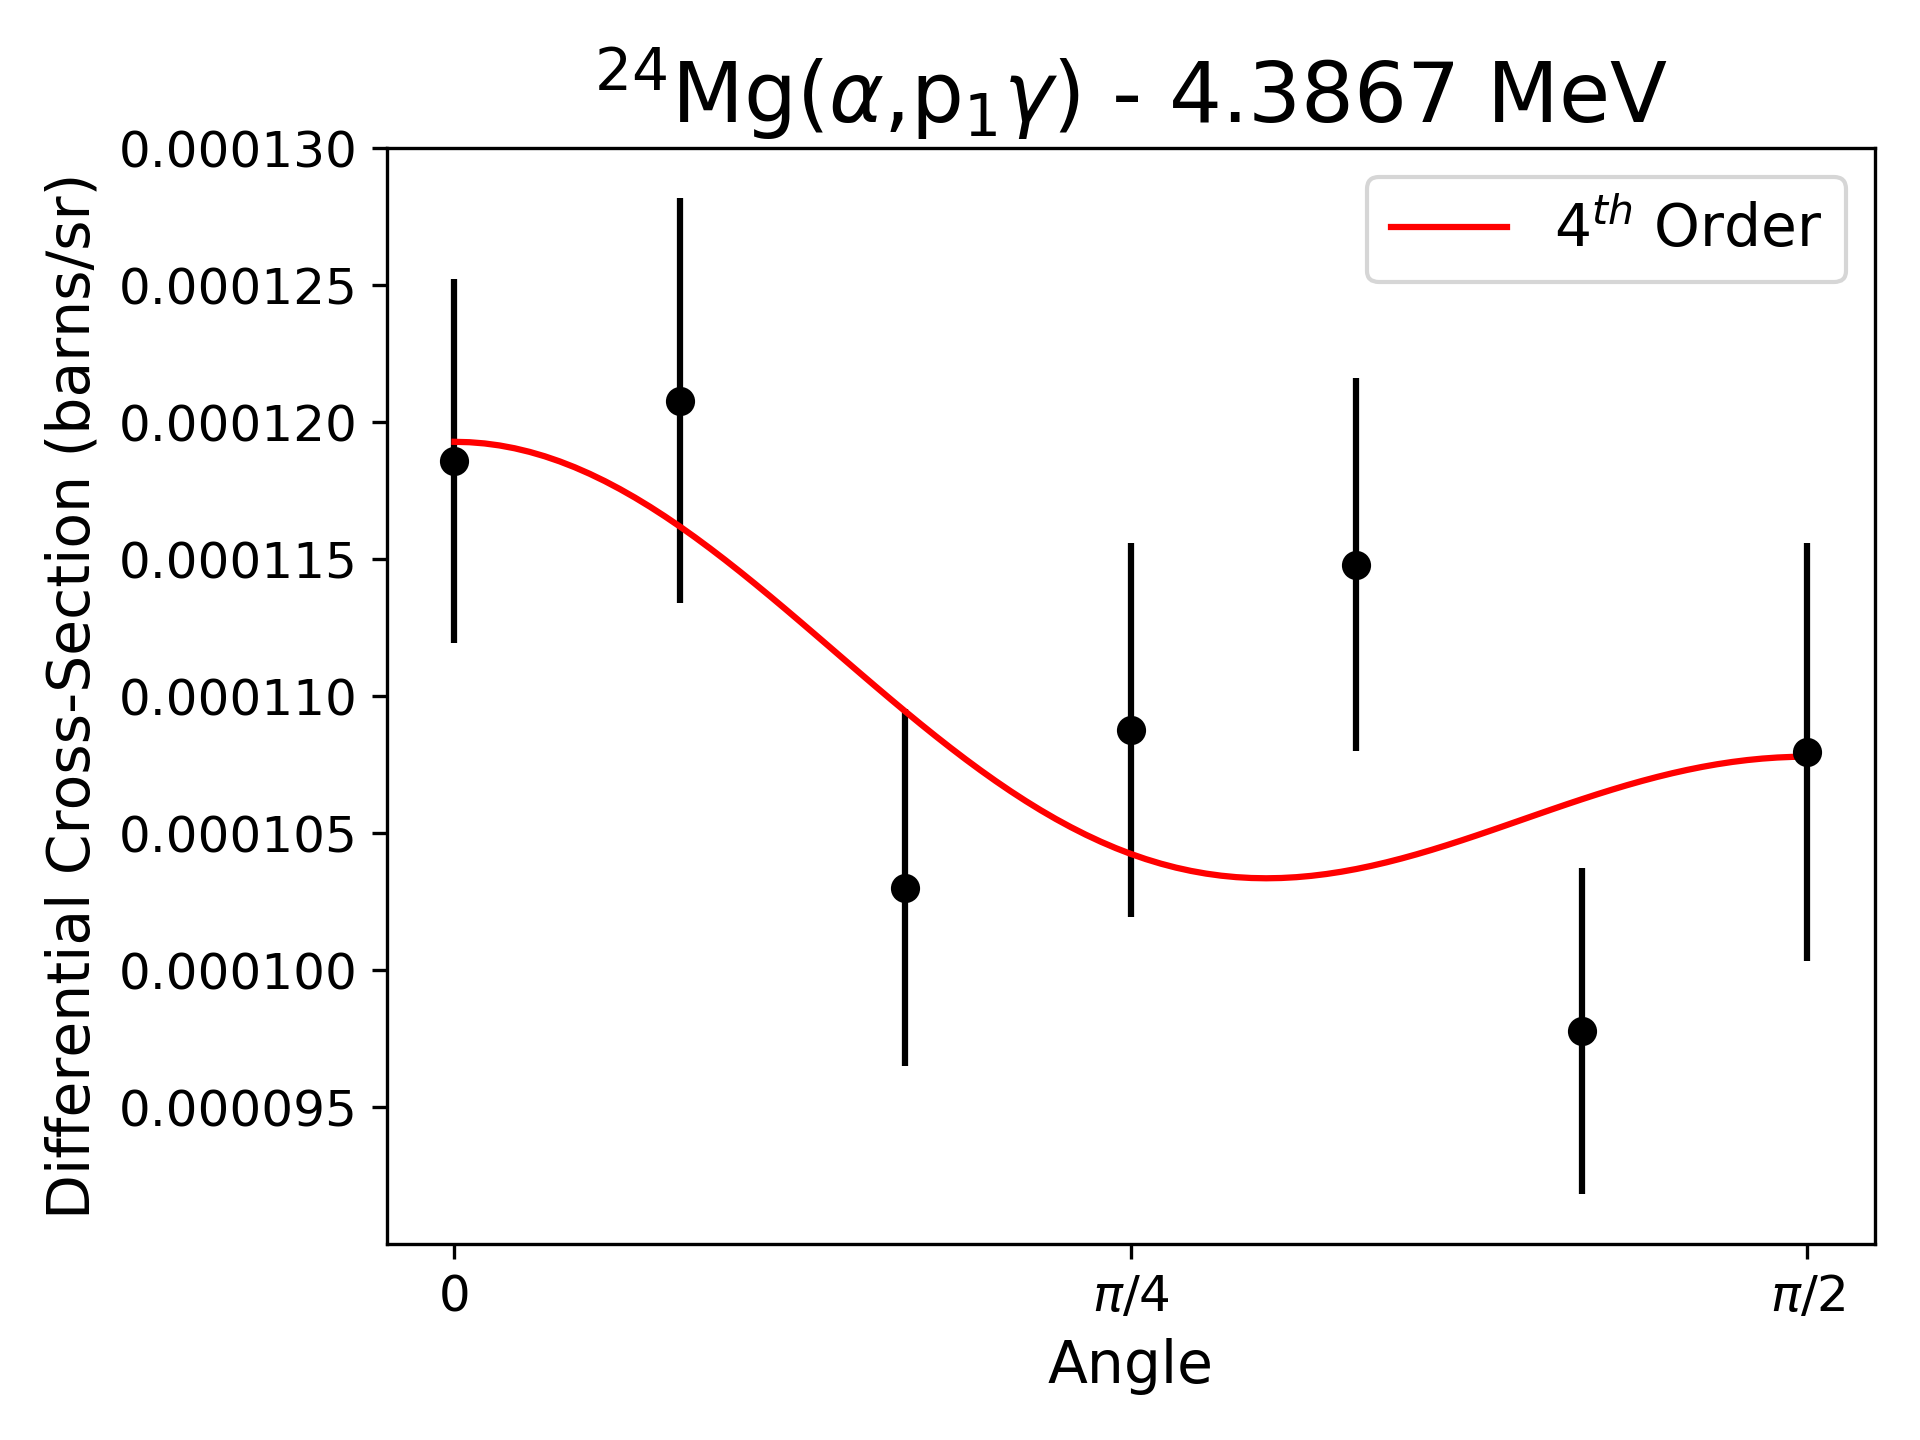 ²⁴Mg(α,p₁γ) - 4.3867 MeV
4ᵗʰ Order
Differential Cross-Section (barns/sr)
0.000130
0.000125
0.000120
0.000115
0.000110
0.000105
0.000100
0.000095
0 π/4 π/2
Angle